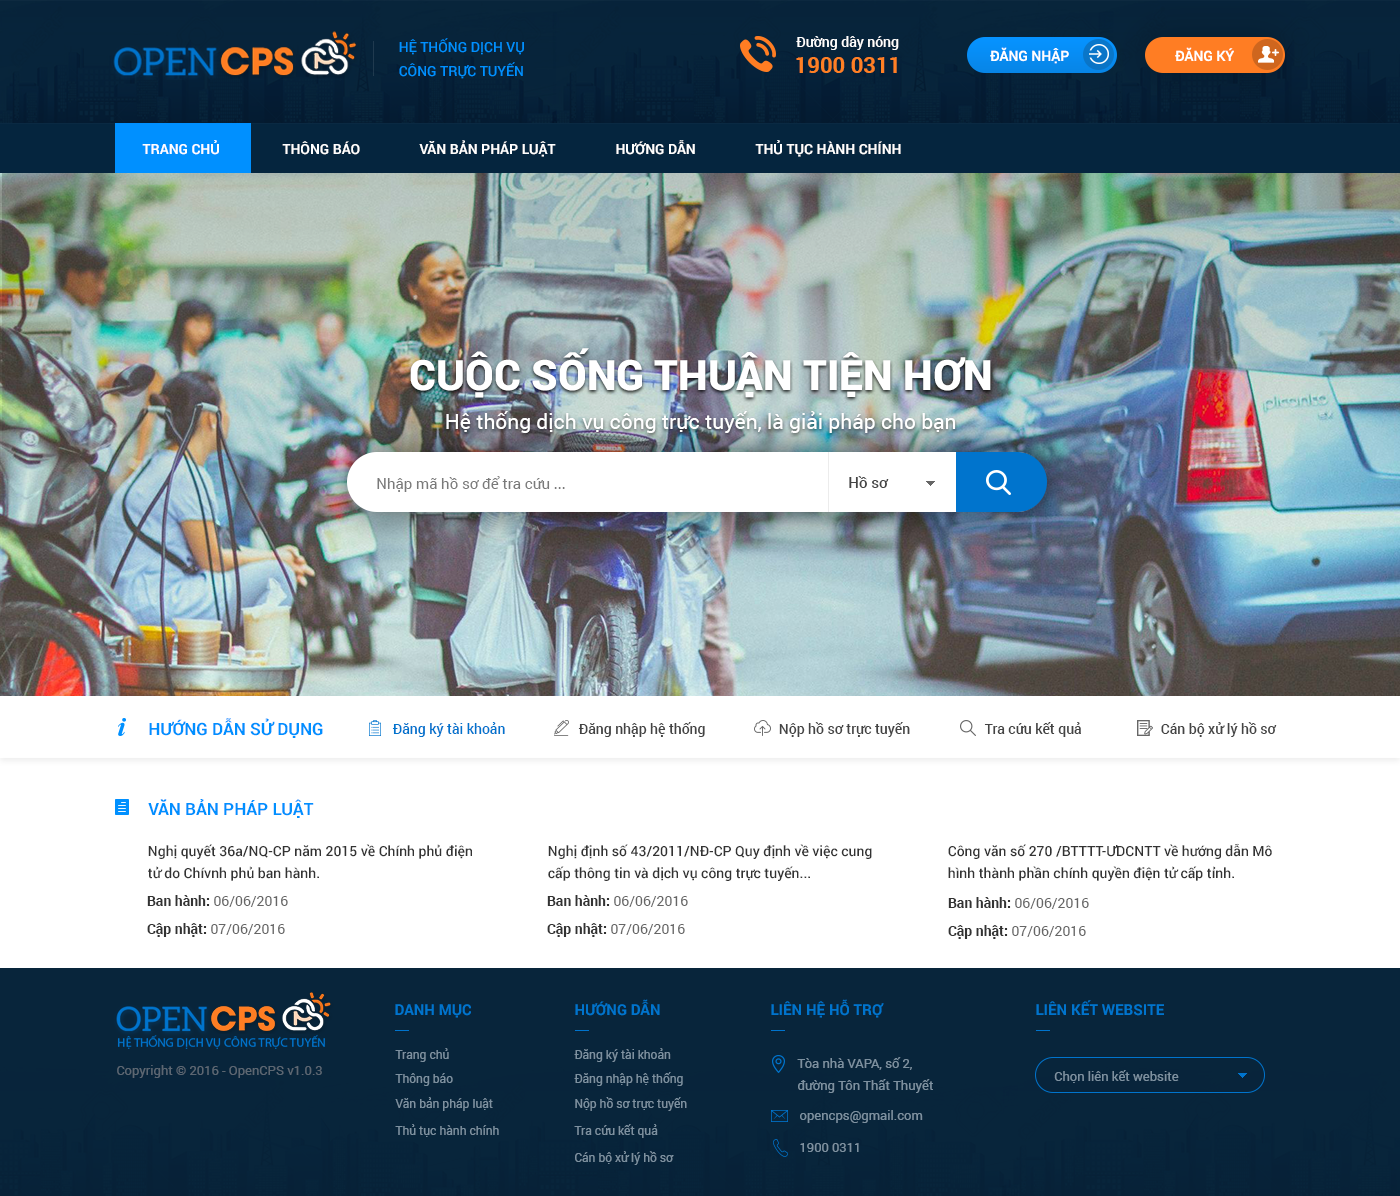 OPENCPS
HỆ THỐNG DỊCH VỤ
CÔNG TRỰC TUYẾN
Đường dây nóng
1900 0311
ĐĂNG NHẬP
ĐĂNG KÝ
TRANG CHỦ
THÔNG BÁO
VĂN BẢN PHÁP LUẬT
HƯỚNG DẪN
THỦ TỤC HÀNH CHÍNH
Coffee
HONDA
picanto
CUỘC SỐNG THUẬN TIỆN HƠN
Hệ thống dịch vụ công trực tuyến, là giải pháp cho bạn
Nhập mã hồ sơ để tra cứu ...
Hồ sơ
HƯỚNG DẪN SỬ DỤNG
Đăng ký tài khoản
Đăng nhập hệ thống
Nộp hồ sơ trực tuyến
Tra cứu kết quả
Cán bộ xử lý hồ sơ
VĂN BẢN PHÁP LUẬT
Nghị quyết 36a/NQ-CP năm 2015 về Chính phủ điện
tử do Chívnh phủ ban hành.
Ban hành: 06/06/2016
Cập nhật: 07/06/2016
Nghị định số 43/2011/NĐ-CP Quy định về việc cung
cấp thông tin và dịch vụ công trực tuyến...
Ban hành: 06/06/2016
Cập nhật: 07/06/2016
Công văn số 270 /BTTTT-ƯDCNTT về hướng dẫn Mô
hình thành phần chính quyền điện tử cấp tỉnh.
Ban hành: 06/06/2016
Cập nhật: 07/06/2016
OPENCPS
HỆ THỐNG DỊCH VỤ CÔNG TRỰC TUYẾN
Copyright © 2016 - OpenCPS v1.0.3
DANH MỤC
Trang chủ
Thông báo
Văn bản pháp luật
Thủ tục hành chính
HƯỚNG DẪN
Đăng ký tài khoản
Đăng nhập hệ thống
Nộp hồ sơ trực tuyến
Tra cứu kết quả
Cán bộ xử lý hồ sơ
LIÊN HỆ HỖ TRỢ
Tòa nhà VAPA, số 2,
đường Tôn Thất Thuyết
opencps@gmail.com
1900 0311
LIÊN KẾT WEBSITE
Chọn liên kết website